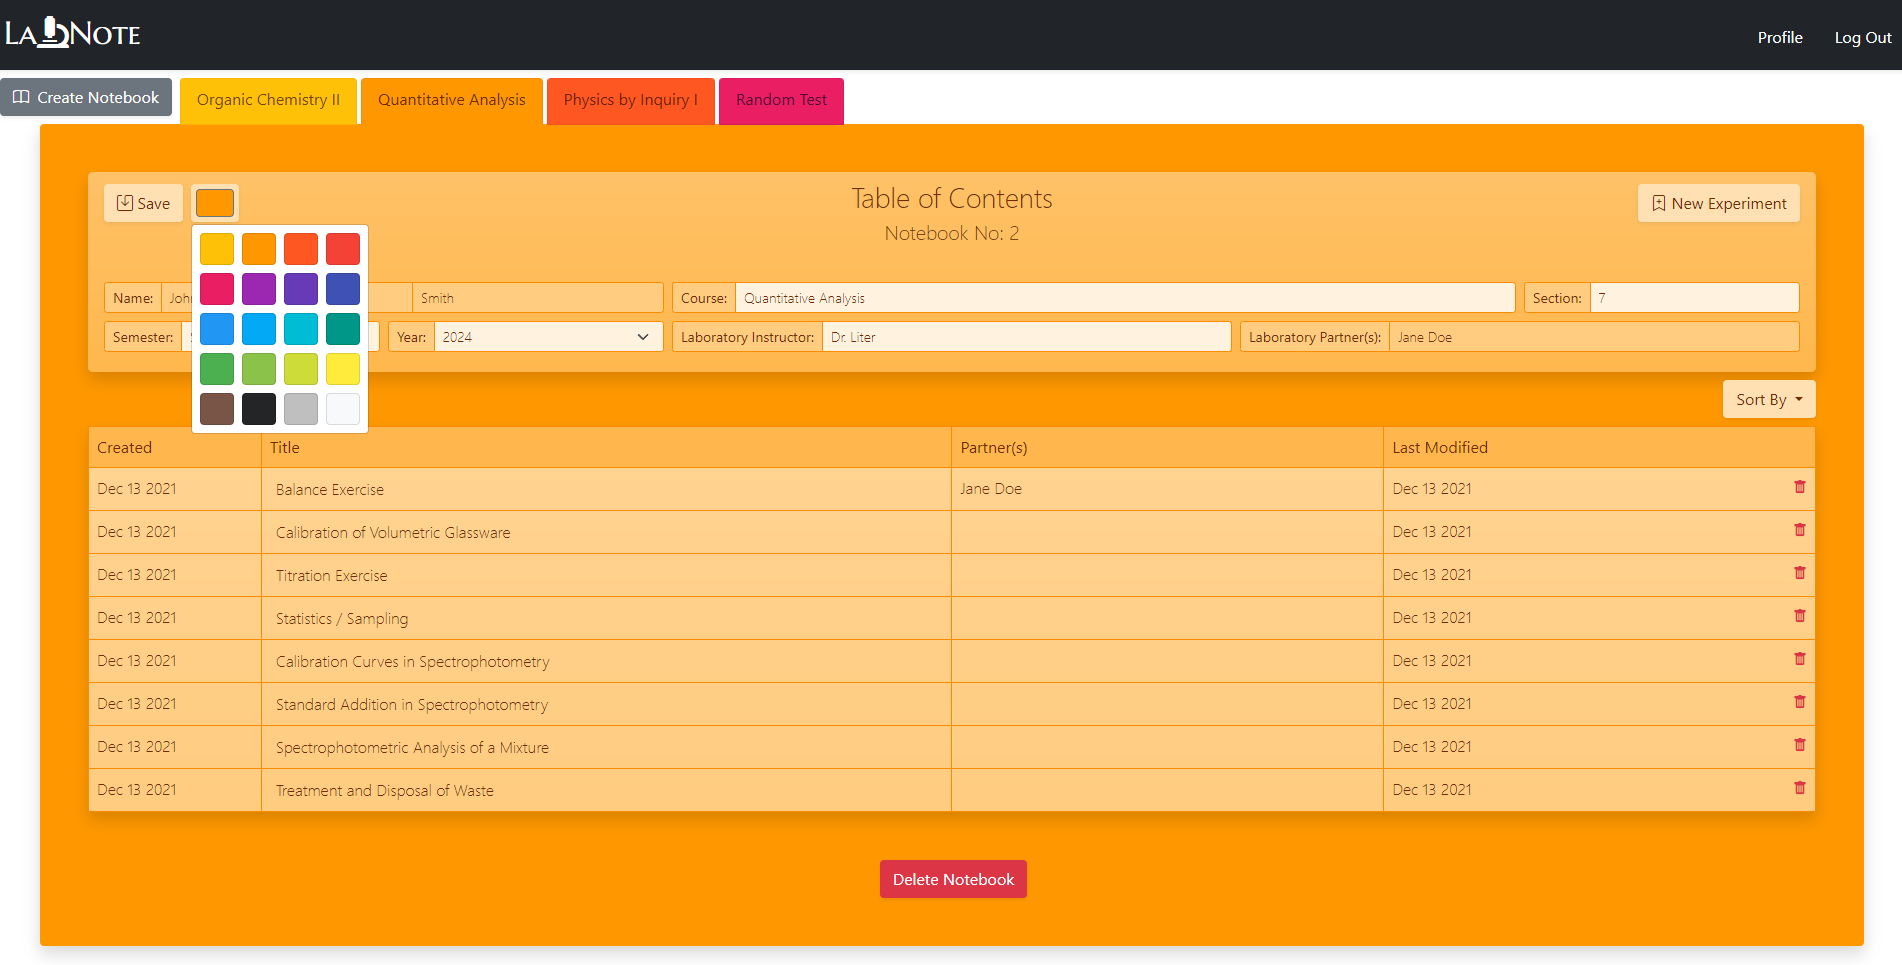 LabNote
Profile Log Out
Create Notebook Organic Chemistry II Quantitative Analysis Physics by Inquiry I Random Test
Save Table of Contents New Experiment
Notebook No: 2
Name: Smith Course: Quantitative Analysis Section: 7
Semester: Year: 2024 Laboratory Instructor: Dr. Liter Laboratory Partner(s): Jane Doe
Sort By
Created Title Partner(s) Last Modified
Dec 13 2021 Balance Exercise Jane Doe Dec 13 2021
Dec 13 2021 Calibration of Volumetric Glassware Dec 13 2021
Dec 13 2021 Titration Exercise Dec 13 2021
Dec 13 2021 Statistics / Sampling Dec 13 2021
Dec 13 2021 Calibration Curves in Spectrophotometry Dec 13 2021
Dec 13 2021 Standard Addition in Spectrophotometry Dec 13 2021
Dec 13 2021 Spectrophotometric Analysis of a Mixture Dec 13 2021
Dec 13 2021 Treatment and Disposal of Waste Dec 13 2021
Delete Notebook